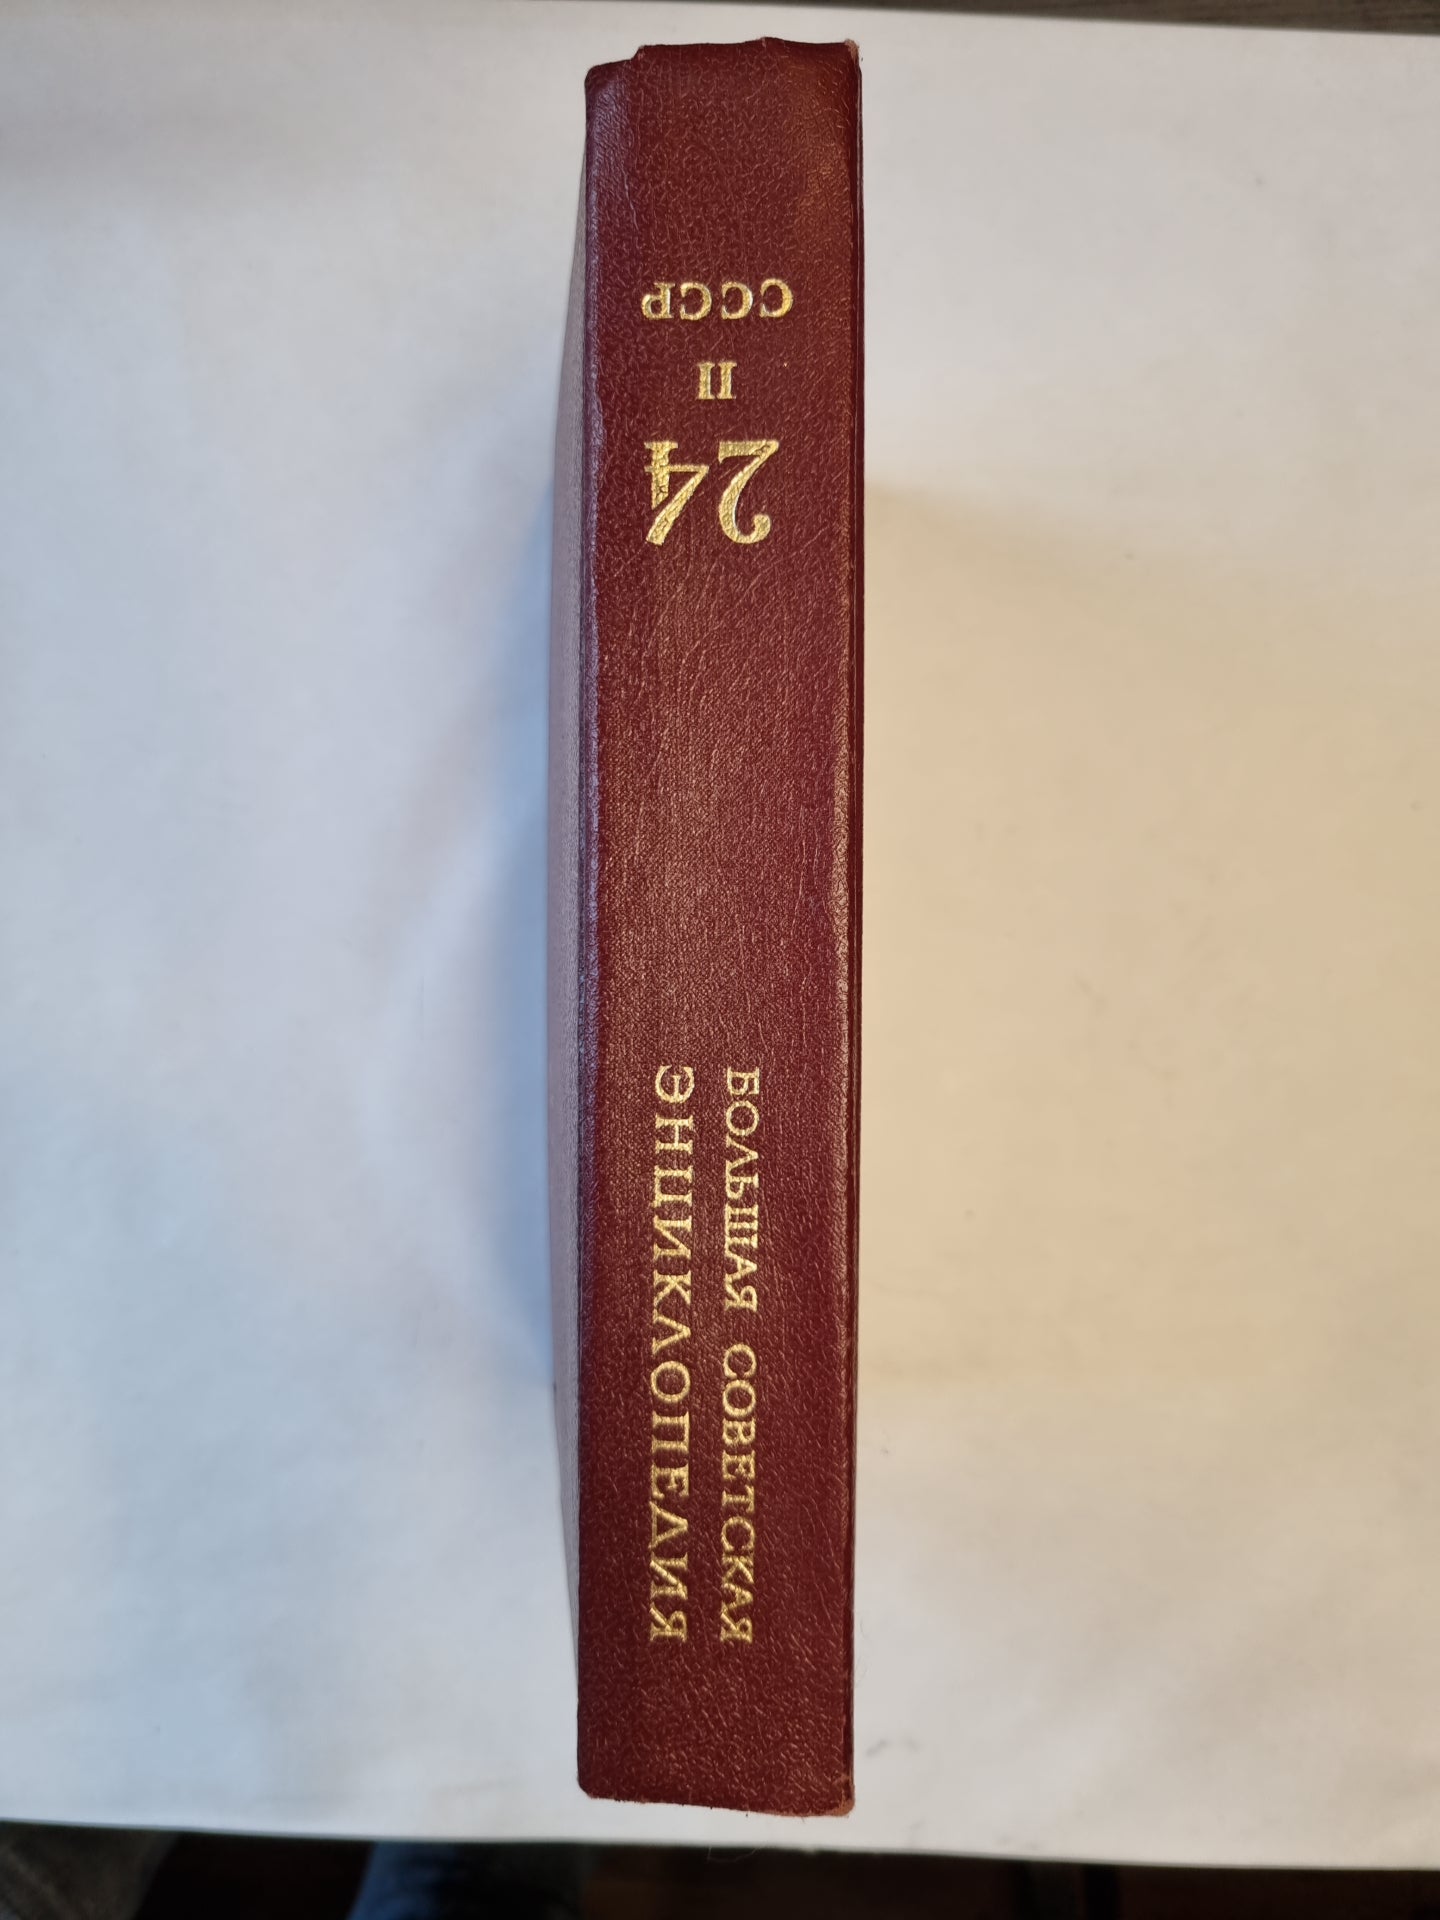 БОЛЬШАЯ СОВЕТСКАЯ
ЭНЦИКЛОПЕДИЯ
24
II
СССР